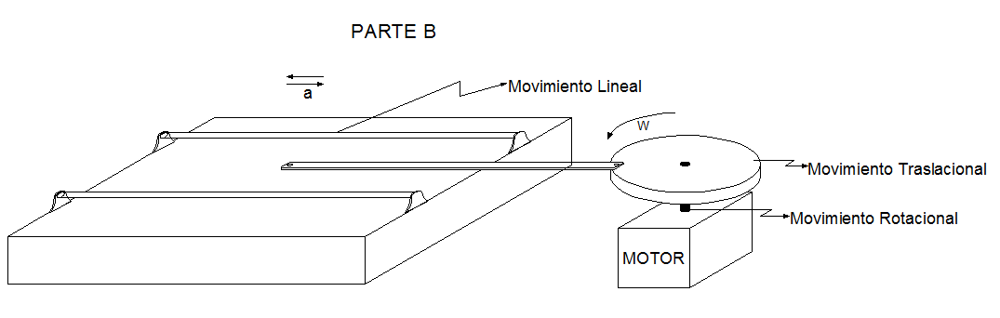 PARTE B
a
Movimiento Lineal
W
Movimiento Traslacional
Movimiento Rotacional
MOTOR